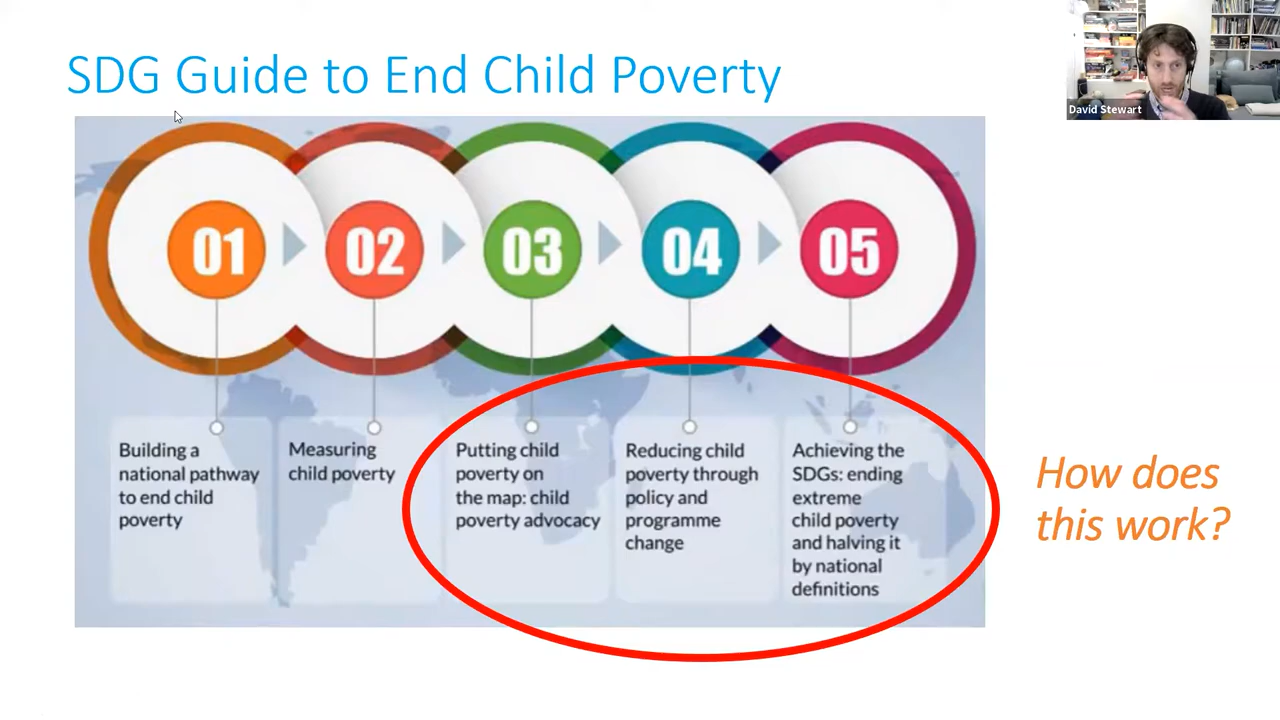 SDG Guide to End Child Poverty
David Stewart
01
02
03
04
05
Building a
national pathway
to end child
poverty
Measuring
child poverty
Putting child
poverty on
the map: child
poverty advocacy
Reducing child
poverty through
policy and
programme
change
Achieving the
SDGs: ending
extreme
child poverty
and halving it
by national
definitions
How does
this work?